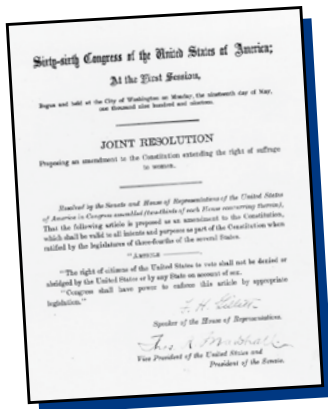 Sixty-sixth Congress of the United States of America;
At the First Session,
Begun and held at the City of Washington on Monday, the nineteenth day of May,
one thousand nine hundred and nineteen.
JOINT RESOLUTION
Proposing an amendment to the Constitution extending the right of suffrage
to women.
Resolved by the Senate and House of Representatives of the United States
of America in Congress assembled (two-thirds of each House concurring therein),
That the following article is proposed as an amendment to the Constitution,
which shall be valid to all intents and purposes as part of the Constitution when
ratified by the legislatures of three-fourths of the several States.
"ARTICLE ————.
"The right of citizens of the United States to vote shall not be denied or
abridged by the United States or by any State on account of sex.
"Congress shall have power to enforce this article by appropriate
legislation."
F. H. Gillett
Speaker of the House of Representatives.
Thos. R. Marshall
Vice President of the United States and
President of the Senate.